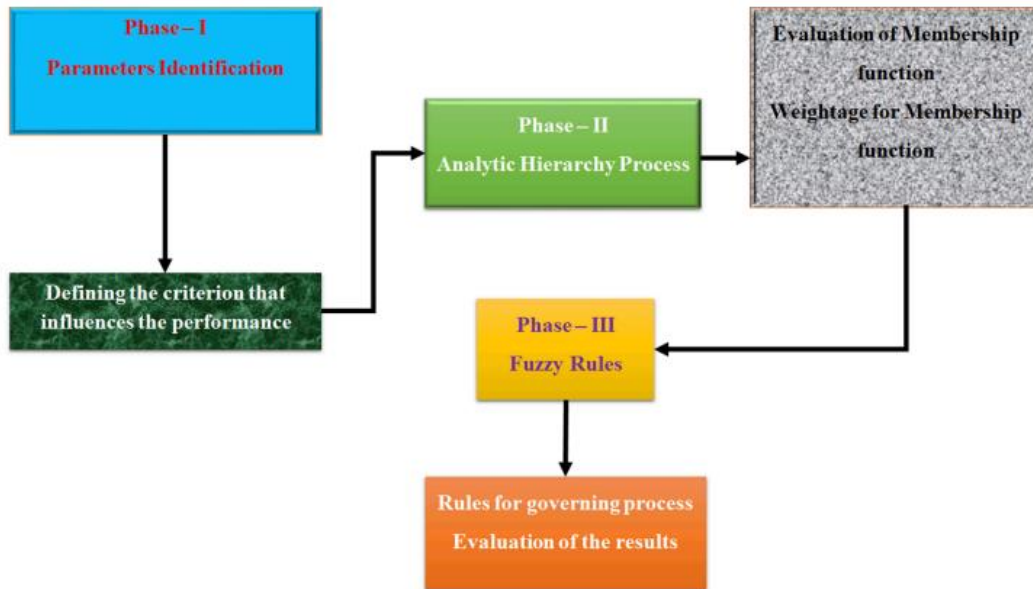 Phase – I
Parameters Identification
Defining the criterion that
influences the performance
Phase – II
Analytic Hierarchy Process
Evaluation of Membership
function
Weightage for Membership
function
Phase – III
Fuzzy Rules
Rules for governing process
Evaluation of the results